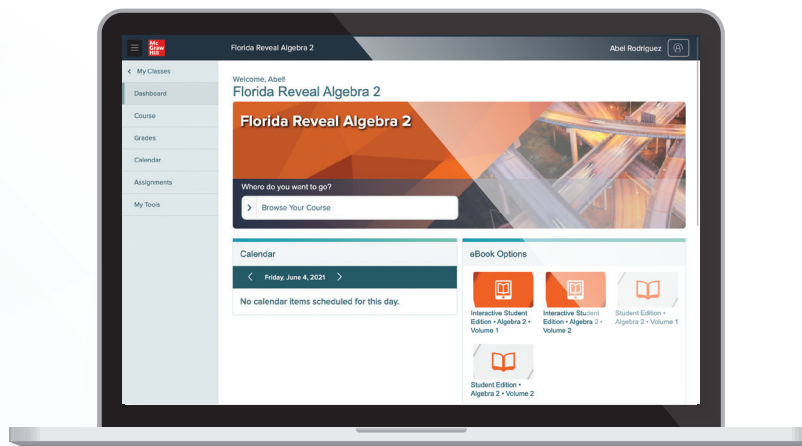 Mc
Graw
Hill
Florida Reveal Algebra 2
Abel Rodriguez
My Classes
Dashboard
Course
Grades
Calendar
Assignments
My Tools
Welcome, Abel!
Florida Reveal Algebra 2
Florida Reveal Algebra 2
Where do you want to go?
Browse Your Course
Calendar
Friday, June 4, 2021
No calendar items scheduled for this day.
eBook Options
Interactive Student
Edition • Algebra 2 •
Volume 1
Interactive Student
Edition • Algebra 2 •
Volume 2
Student Edition •
Algebra 2 • Volume 1
Student Edition •
Algebra 2 • Volume 2